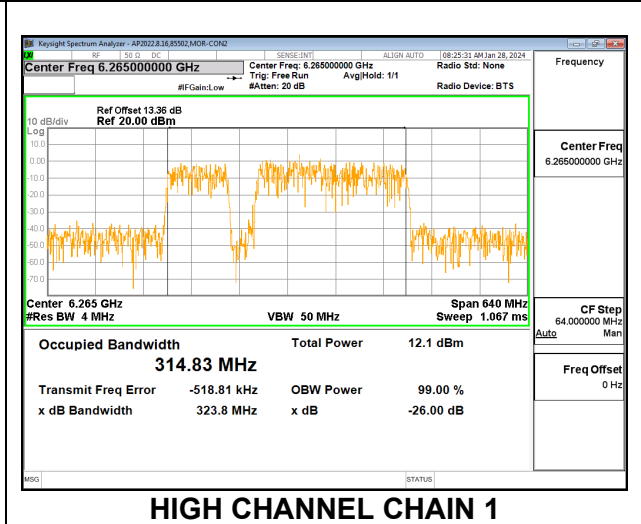 Keysight Spectrum Analyzer - AP2022.8.16,85502,MOR-CON2
RF 50 Ω DC SENSE:INT ALIGN AUTO 08:25:31 AM Jan 28, 2024
Center Freq 6.265000000 GHz
Center Freq: 6.265000000 GHz
Radio Std: None
Trig: Free Run Avg|Hold: 1/1
#IFGain:Low #Atten: 20 dB Radio Device: BTS
Frequency
Ref Offset 13.36 dB
10 dB/div Ref 20.00 dBm
Log
10.0
0.00
-10.0
-20.0
-30.0
-40.0
-50.0
-60.0
-70.0
Center Freq
6.265000000 GHz
Center 6.265 GHz Span 640 MHz
#Res BW 4 MHz VBW 50 MHz Sweep 1.067 ms
CF Step
64.000000 MHz
Auto Man
Freq Offset
0 Hz
Occupied Bandwidth Total Power 12.1 dBm
314.83 MHz
Transmit Freq Error -518.81 kHz OBW Power 99.00 %
x dB Bandwidth 323.8 MHz x dB -26.00 dB
MSG STATUS
HIGH CHANNEL CHAIN 1